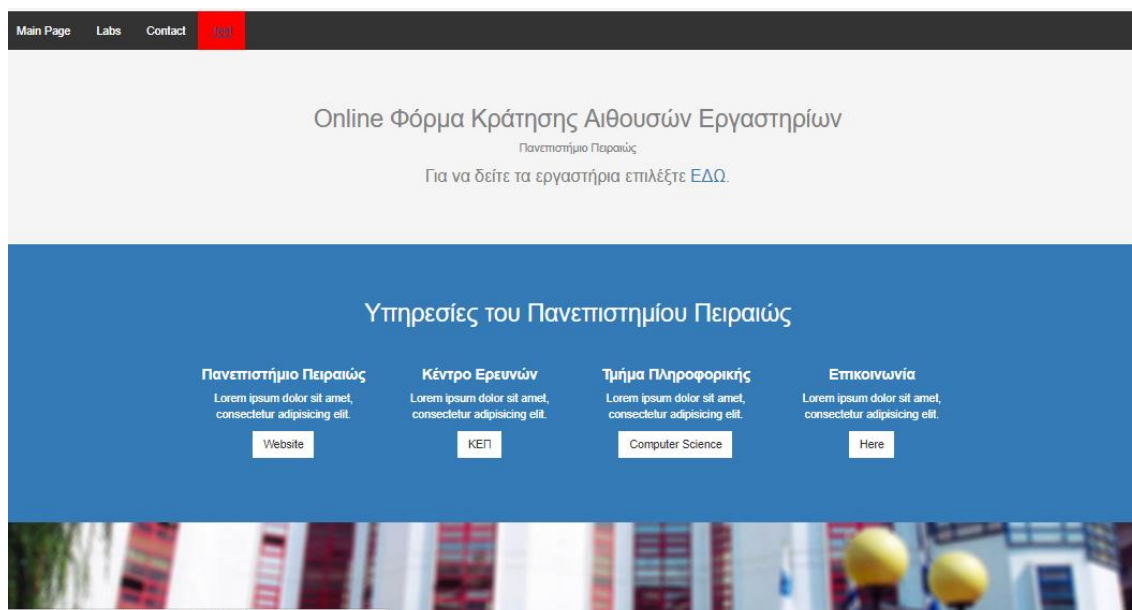 Main Page Labs Contact test
Online Φόρμα Κράτησης Αιθουσών Εργαστηρίων
Πανεπιστήμιο Πειραιώς
Για να δείτε τα εργαστήρια επιλέξτε ΕΔΩ.
Υπηρεσίες του Πανεπιστημίου Πειραιώς
Πανεπιστήμιο Πειραιώς
Lorem ipsum dolor sit amet,
consectetur adipisicing elit.
Website
Κέντρο Ερευνών
Lorem ipsum dolor sit amet,
consectetur adipisicing elit.
ΚΕΠ
Τμήμα Πληροφορικής
Lorem ipsum dolor sit amet,
consectetur adipisicing elit.
Computer Science
Επικοινωνία
Lorem ipsum dolor sit amet,
consectetur adipisicing elit.
Here